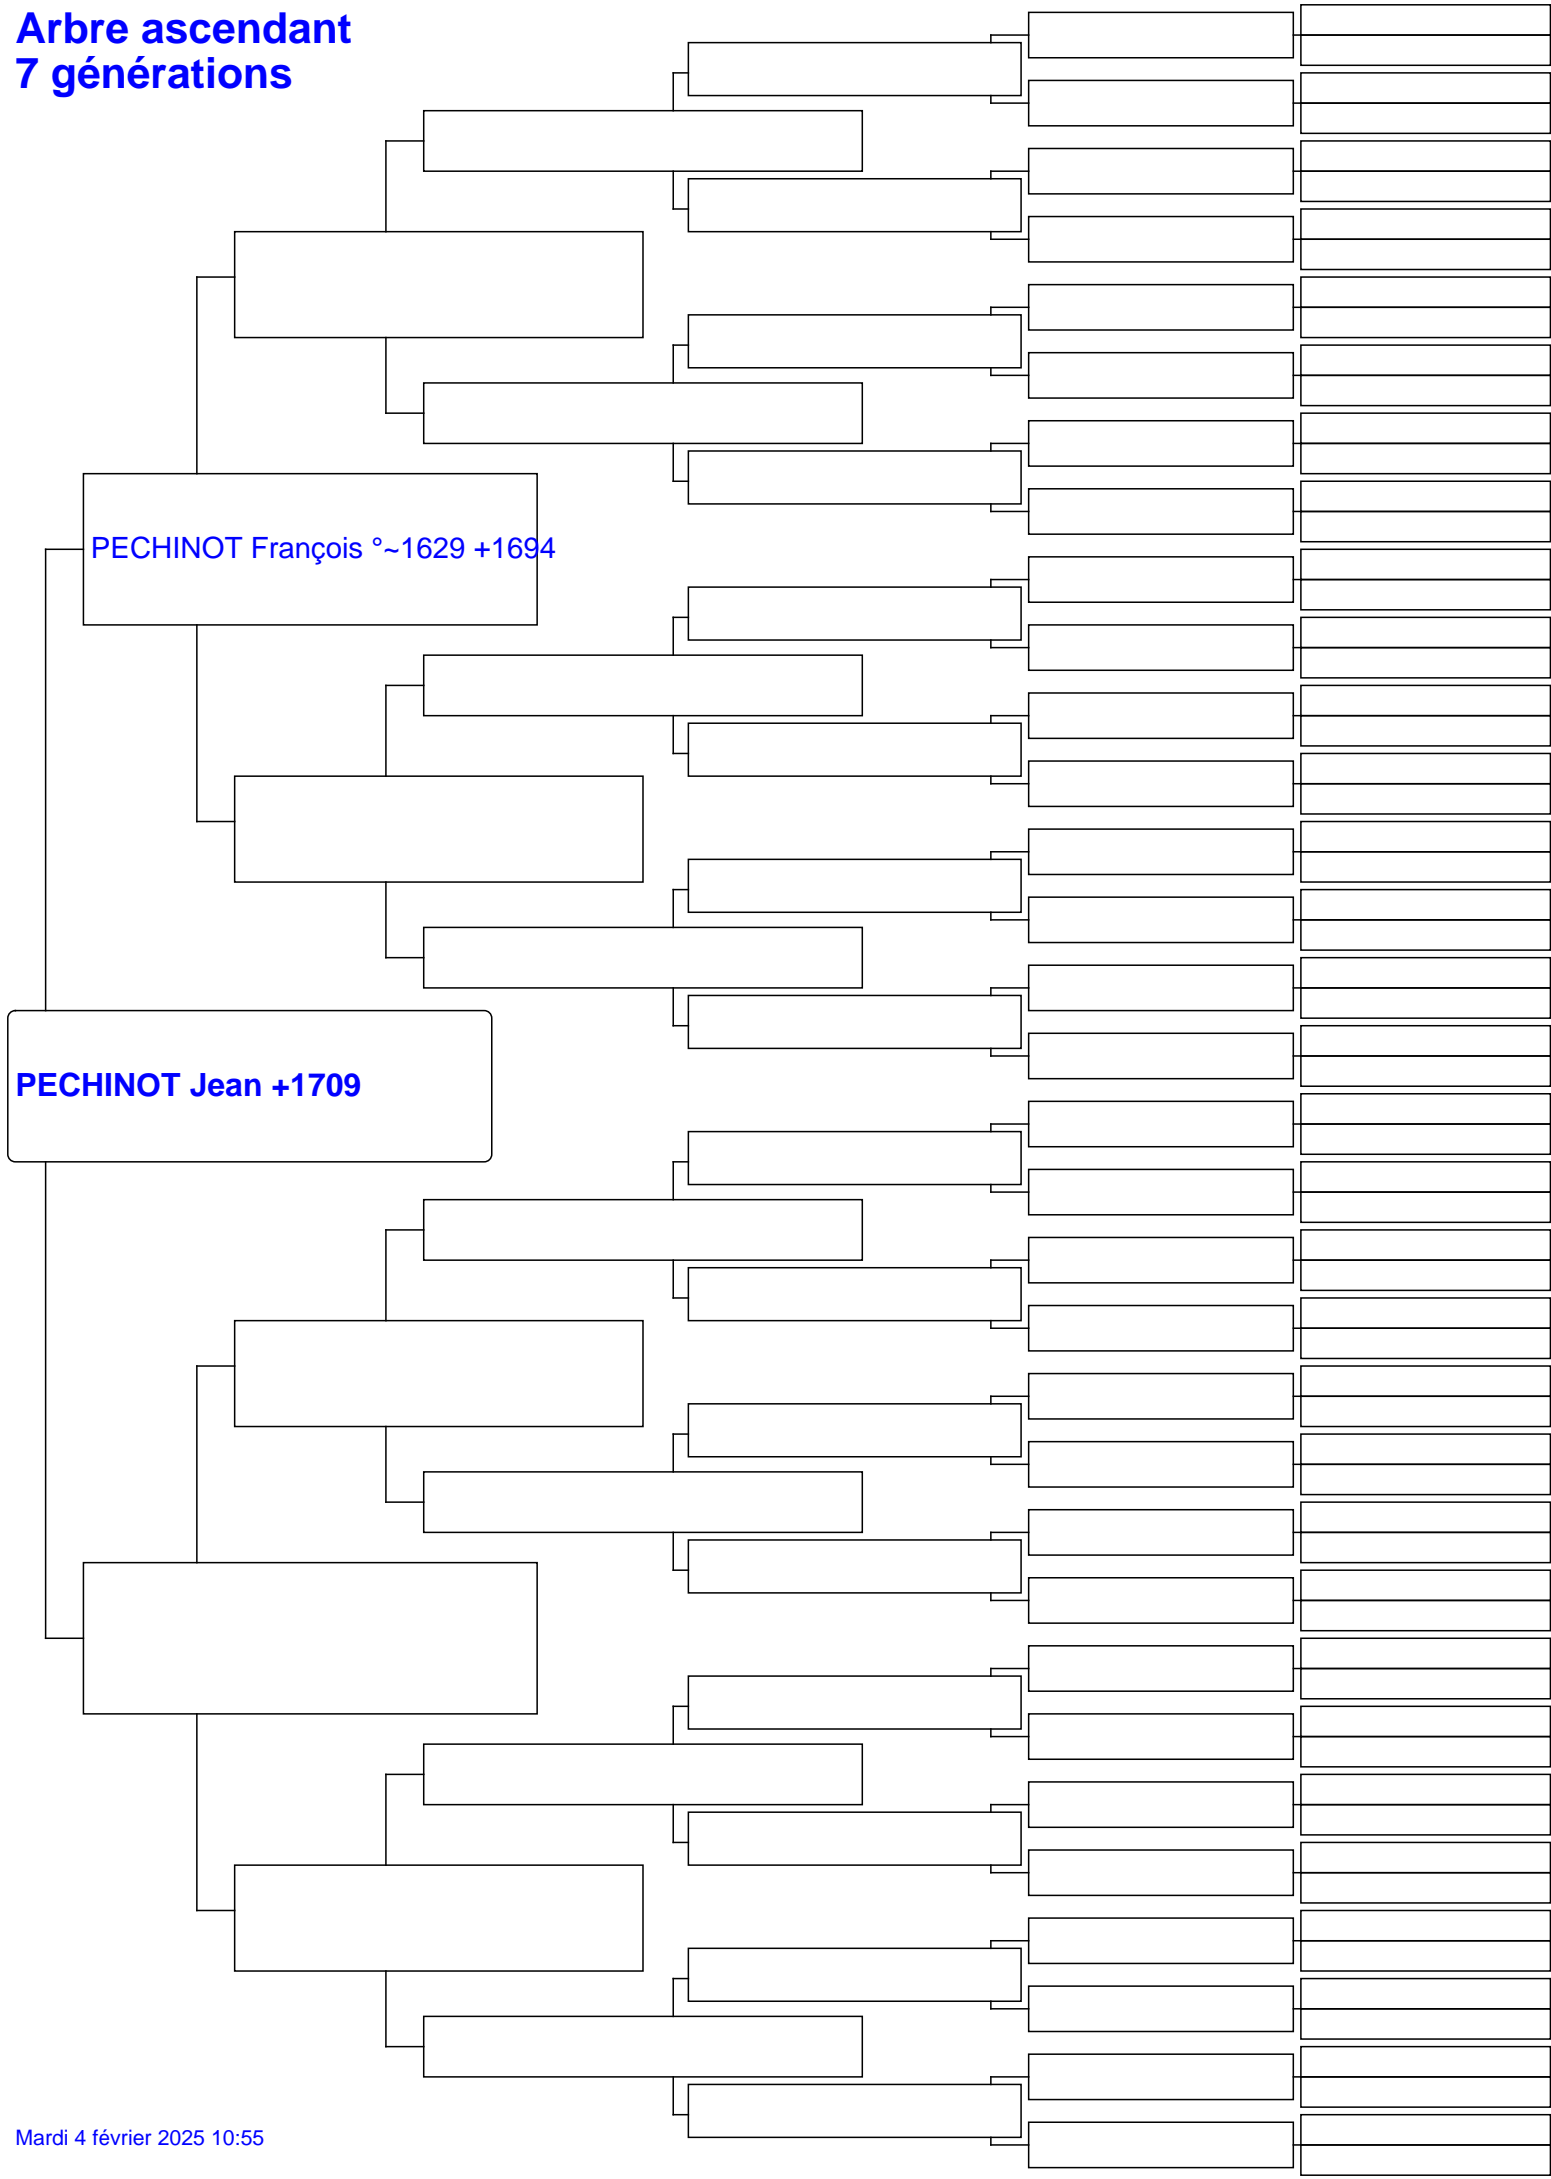 Arbre ascendant
7 générations
PECHINOT François °~1629 +1694
PECHINOT Jean +1709
Mardi 4 février 2025 10:55